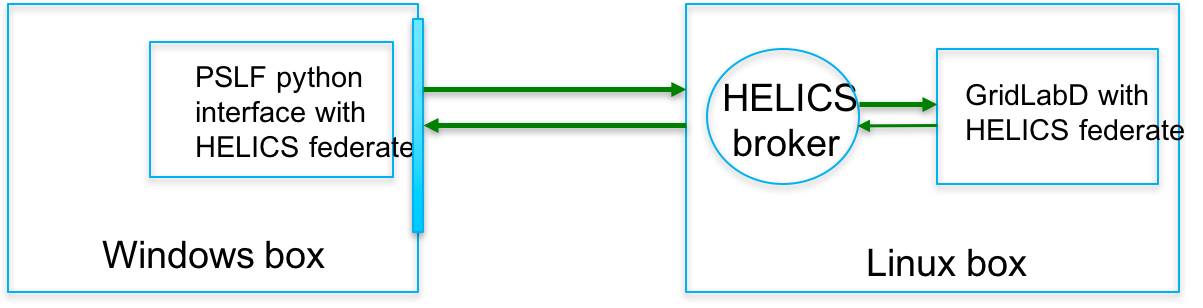 PSLF python
interface with
HELICS federate
Windows box
HELICS
broker
GridLabD with
HELICS federate
Linux box